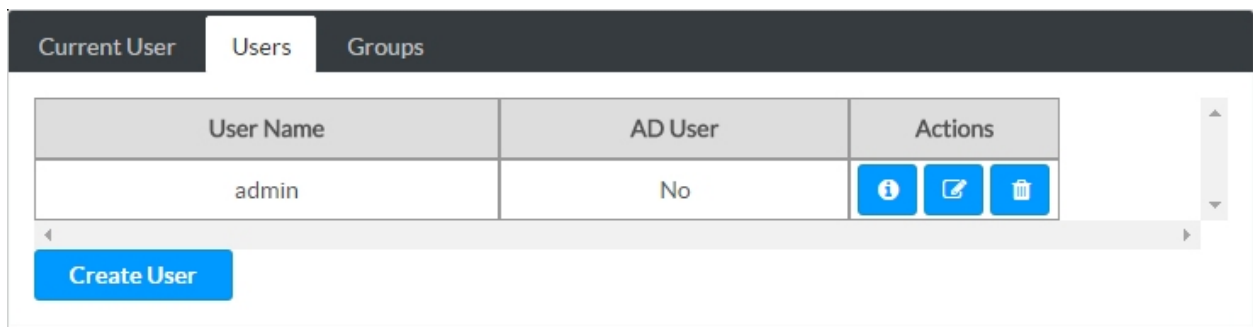 Current User Users Groups
User Name AD User Actions
admin No
Create User